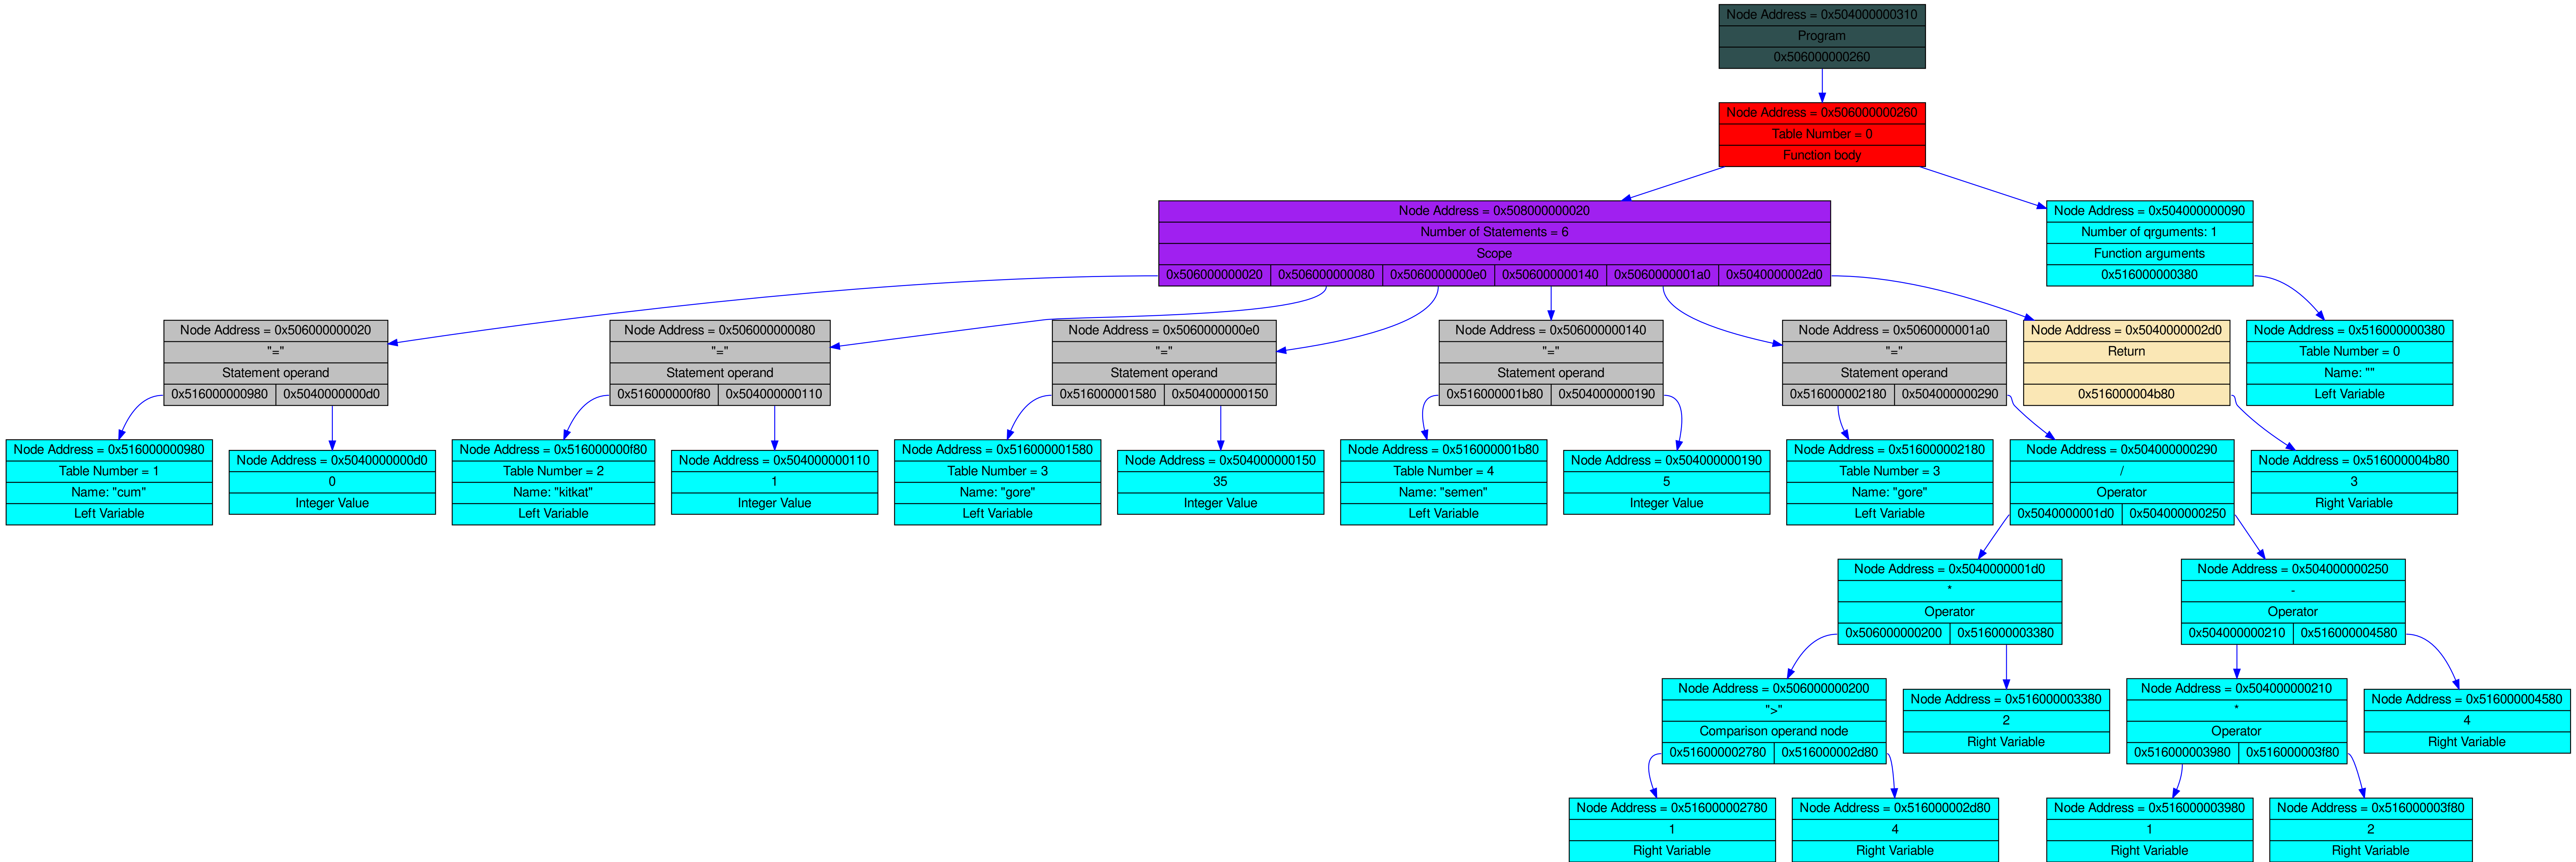 Node Address = 0x504000000310
Program
0x506000000260
Node Address = 0x506000000260
Table Number = 0
Function body
Node Address = 0x508000000020
Number of Statements = 6
Scope
0x506000000020 0x506000000080 0x5060000000e0 0x506000000140 0x5060000001a0 0x5040000002d0
Node Address = 0x504000000090
Number of qrguments: 1
Function arguments
0x516000000380
Node Address = 0x506000000020
"="
Statement operand
0x516000000980 0x5040000000d0
Node Address = 0x506000000080
"="
Statement operand
0x516000000f80 0x504000000110
Node Address = 0x5060000000e0
"="
Statement operand
0x516000001580 0x504000000150
Node Address = 0x506000000140
"="
Statement operand
0x516000001b80 0x504000000190
Node Address = 0x5060000001a0
"="
Statement operand
0x516000002180 0x504000000290
Node Address = 0x5040000002d0
Return
0x516000004b80
Node Address = 0x516000000380
Table Number = 0
Name: ""
Left Variable
Node Address = 0x516000000980
Table Number = 1
Name: "cum"
Left Variable
Node Address = 0x5040000000d0
0
Integer Value
Node Address = 0x516000000f80
Table Number = 2
Name: "kitkat"
Left Variable
Node Address = 0x504000000110
1
Integer Value
Node Address = 0x516000001580
Table Number = 3
Name: "gore"
Left Variable
Node Address = 0x504000000150
35
Integer Value
Node Address = 0x516000001b80
Table Number = 4
Name: "semen"
Left Variable
Node Address = 0x504000000190
5
Integer Value
Node Address = 0x516000002180
Table Number = 3
Name: "gore"
Left Variable
Node Address = 0x504000000290
/
Operator
0x5040000001d0 0x504000000250
Node Address = 0x516000004b80
3
Right Variable
Node Address = 0x5040000001d0
*
Operator
0x506000000200 0x516000003380
Node Address = 0x504000000250
-
Operator
0x504000000210 0x516000004580
Node Address = 0x506000000200
">"
Comparison operand node
0x516000002780 0x516000002d80
Node Address = 0x516000003380
2
Right Variable
Node Address = 0x504000000210
*
Operator
0x516000003980 0x516000003f80
Node Address = 0x516000004580
4
Right Variable
Node Address = 0x516000002780
1
Right Variable
Node Address = 0x516000002d80
4
Right Variable
Node Address = 0x516000003980
1
Right Variable
Node Address = 0x516000003f80
2
Right Variable